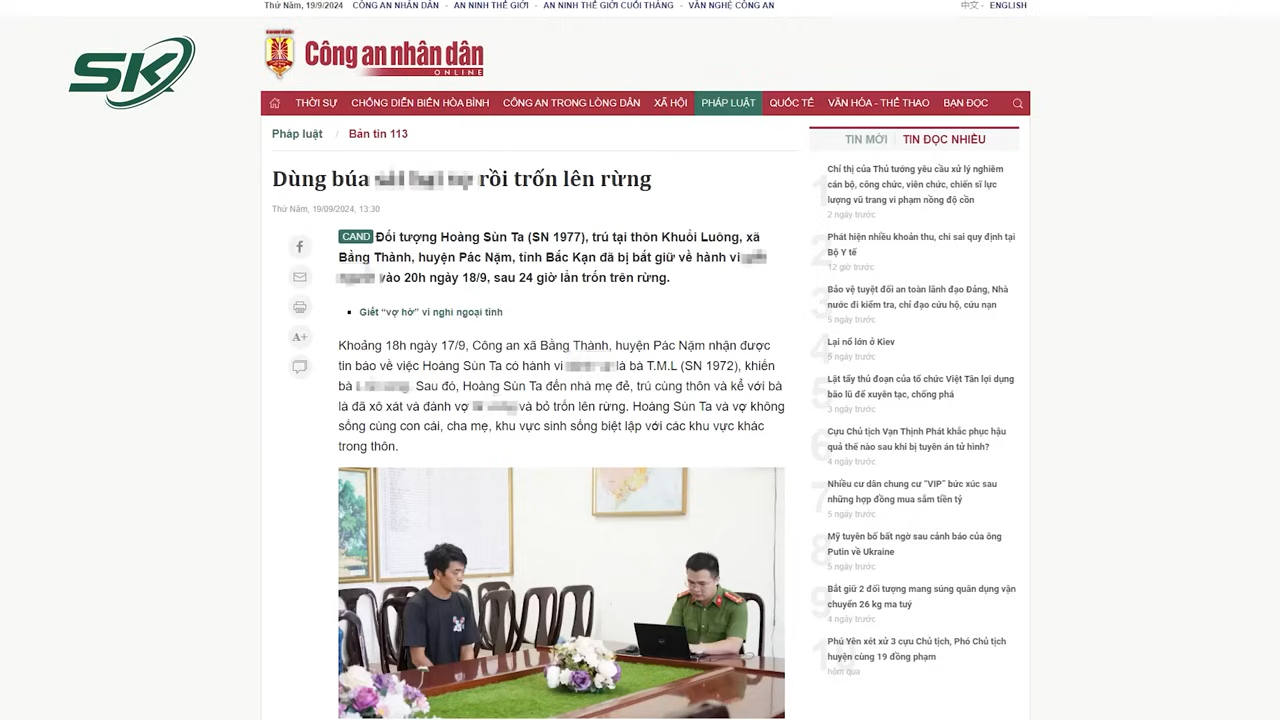 Thứ Năm, 19/9/2024 CÔNG AN NHÂN DÂN - AN NINH THẾ GIỚI - AN NINH THẾ GIỚI CUỐI THÁNG - VĂN NGHỆ CÔNG AN 中文 - ENGLISH
SK
Công an nhân dân
ONLINE
THỜI SỰ CHỐNG DIỄN BIẾN HÒA BÌNH CÔNG AN TRONG LÒNG DÂN XÃ HỘI PHÁP LUẬT QUỐC TẾ VĂN HÓA - THỂ THAO BẠN ĐỌC
Pháp luật / Bản tin 113
Dùng búa rồi trốn lên rừng
Thứ Năm, 19/09/2024, 13:30
CAND Đối tượng Hoàng Sùn Ta (SN 1977), trú tại thôn Khuổi Luông, xã
Bằng Thành, huyện Pác Nặm, tỉnh Bắc Kạn đã bị bắt giữ về hành vi
vào 20h ngày 18/9, sau 24 giờ lẩn trốn trên rừng.
Giết "vợ hờ" vì nghi ngoại tình
Khoảng 18h ngày 17/9, Công an xã Bằng Thành, huyện Pác Nặm nhận được
tin báo về việc Hoàng Sùn Ta có hành vi là bà T.M.L (SN 1972), khiến
bà Sau đó, Hoàng Sùn Ta đến nhà mẹ đẻ, trú cùng thôn và kể với bà
là đã xô xát và đánh vợ và bỏ trốn lên rừng. Hoàng Sùn Ta và vợ không
sống cùng con cái, cha mẹ, khu vực sinh sống biệt lập với các khu vực khác
trong thôn.
A+
TIN MỚI TIN ĐỌC NHIỀU
1
Chỉ thị của Thủ tướng yêu cầu xử lý nghiêm
cán bộ, công chức, viên chức, chiến sĩ lực
lượng vũ trang vi phạm nồng độ cồn
2 ngày trước
2
Phát hiện nhiều khoản thu, chi sai quy định tại
Bộ Y tế
12 giờ trước
3
Bảo vệ tuyệt đối an toàn lãnh đạo Đảng, Nhà
nước đi kiểm tra, chỉ đạo cứu hộ, cứu nạn
5 ngày trước
4
Lại nổ lớn ở Kiev
5 ngày trước
5
Lật tẩy thủ đoạn của tổ chức Việt Tân lợi dụng
bão lũ để xuyên tạc, chống phá
3 ngày trước
6
Cựu Chủ tịch Vạn Thịnh Phát khắc phục hậu
quả thế nào sau khi bị tuyên án tử hình?
4 ngày trước
7
Nhiều cư dân chung cư "VIP" bức xúc sau
những hợp đồng mua sắm tiền tỷ
5 ngày trước
8
Mỹ tuyên bố bất ngờ sau cảnh báo của ông
Putin về Ukraine
5 ngày trước
9
Bắt giữ 2 đối tượng mang súng quân dụng vận
chuyển 26 kg ma tuý
4 ngày trước
10
Phú Yên xét xử 3 cựu Chủ tịch, Phó Chủ tịch
huyện cùng 19 đồng phạm
hôm qua